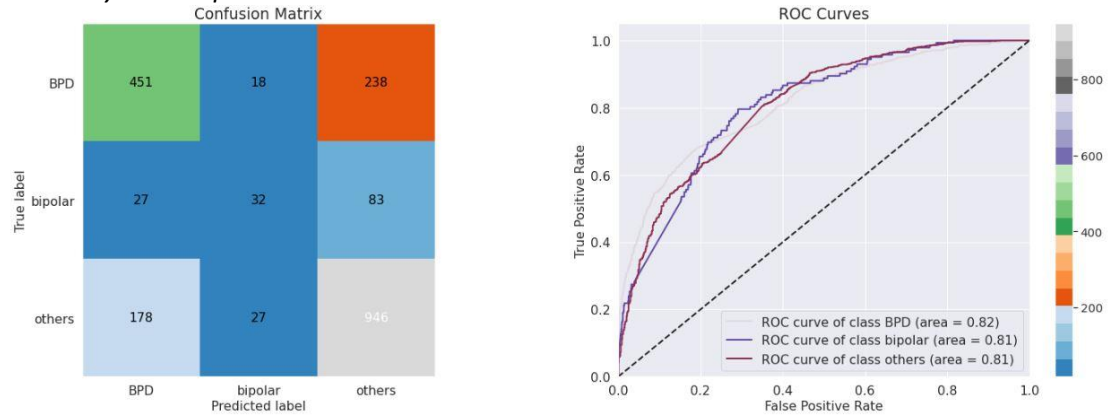 Confusion Matrix
BPD
451
18
238
bipolar
27
32
83
others
178
27
946
BPD
bipolar
others
True label
Predicted label
ROC Curves
1.0
0.8
0.6
0.4
0.2
0.0
True Positive Rate
ROC curve of class BPD (area = 0.82)
ROC curve of class bipolar (area = 0.81)
ROC curve of class others (area = 0.81)
0.0
0.2
0.4
0.6
0.8
1.0
False Positive Rate
800
600
400
200